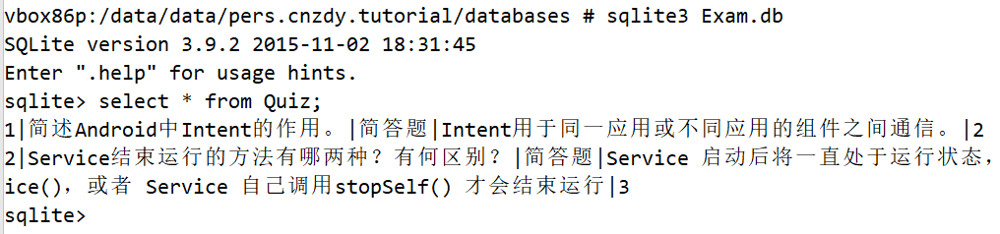 vbox86p:/data/data/pers.cnzdy.tutorial/databases # sqlite3 Exam.db
SQLite version 3.9.2 2015-11-02 18:31:45
Enter ".help" for usage hints.
sqlite> select * from Quiz;
1|简述Android中Intent的作用。|简答题|Intent用于同一应用或不同应用的组件之间通信。|2
2|Service结束运行的方法有哪两种？有何区别？|简答题|Service 启动后将一直处于运行状态，
ice()，或者 Service 自己调用stopSelf() 才会结束运行|3
sqlite>